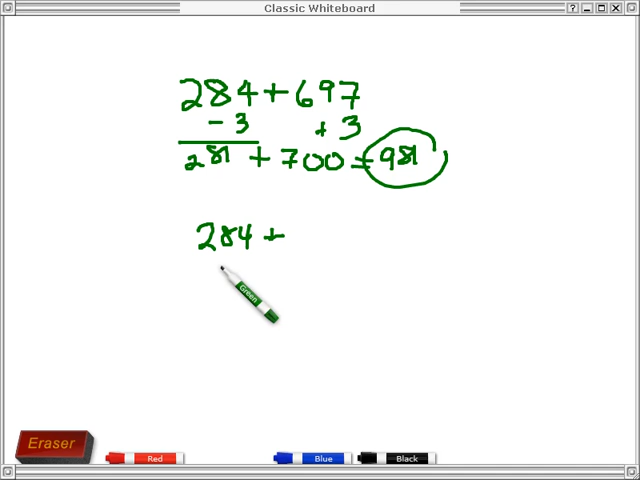 Classic Whiteboard
284 + 697
- 3 + 3
281 + 700 = 981
284 +
Green
Eraser Red Blue Black